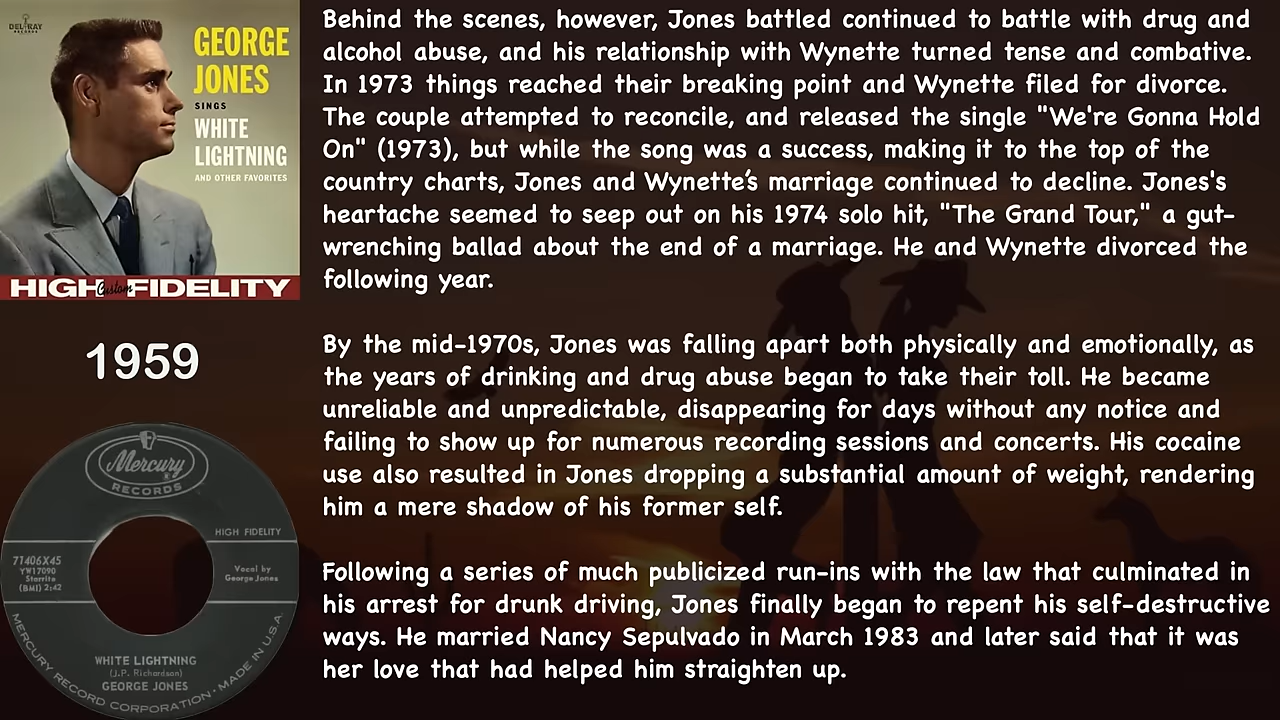 DEL-RAY
RECORDS
GEORGE
JONES
SINGS
WHITE
LIGHTNING
AND OTHER FAVORITES
HIGH Custom FIDELITY
1959
Mercury
RECORDS
HIGH FIDELITY
71406X45
YW17090
Starrite
(BMI) 2:42
Vocal by
George Jones
WHITE LIGHTNING
(J.P. Richardson)
GEORGE JONES
MERCURY RECORD CORPORATION • MADE IN U.S.A.
Behind the scenes, however, Jones battled continued to battle with drug and
alcohol abuse, and his relationship with Wynette turned tense and combative.
In 1973 things reached their breaking point and Wynette filed for divorce.
The couple attempted to reconcile, and released the single "We're Gonna Hold
On" (1973), but while the song was a success, making it to the top of the
country charts, Jones and Wynette’s marriage continued to decline. Jones's
heartache seemed to seep out on his 1974 solo hit, "The Grand Tour," a gut-
wrenching ballad about the end of a marriage. He and Wynette divorced the
following year.
By the mid-1970s, Jones was falling apart both physically and emotionally, as
the years of drinking and drug abuse began to take their toll. He became
unreliable and unpredictable, disappearing for days without any notice and
failing to show up for numerous recording sessions and concerts. His cocaine
use also resulted in Jones dropping a substantial amount of weight, rendering
him a mere shadow of his former self.
Following a series of much publicized run-ins with the law that culminated in
his arrest for drunk driving, Jones finally began to repent his self-destructive
ways. He married Nancy Sepulvado in March 1983 and later said that it was
her love that had helped him straighten up.